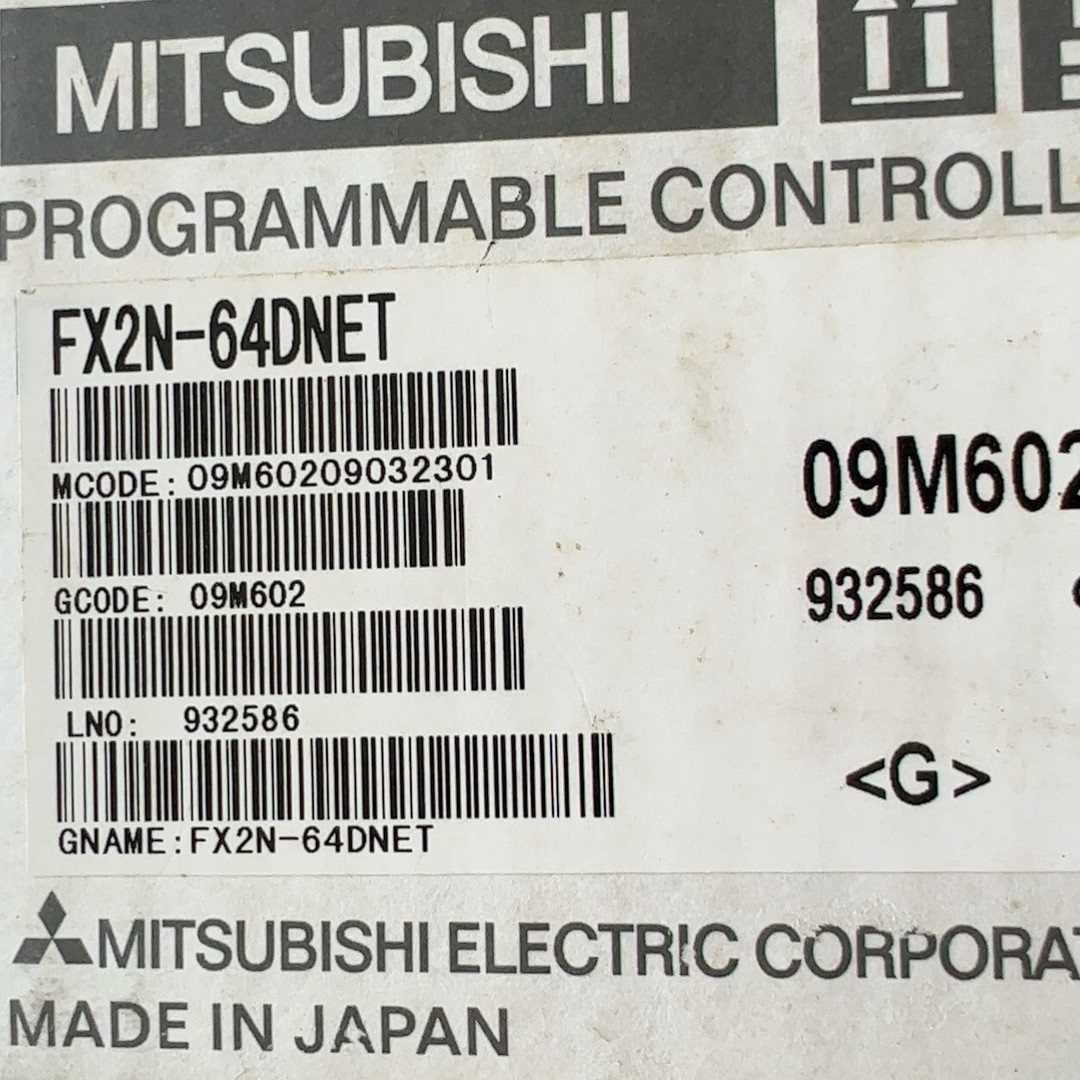 MITSUBISHI
PROGRAMMABLE CONTROLL
FX2N-64DNET
MCODE: 09M60209032301
09M602
GCODE: 09M602
932586
LNO: 932586
<G>
GNAME:FX2N-64DNET
MITSUBISHI ELECTRIC CORPORAT
MADE IN JAPAN